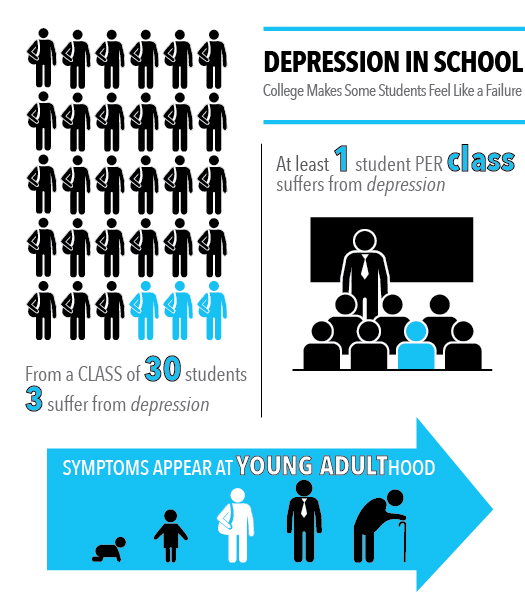 DEPRESSION IN SCHOOL
College Makes Some Students Feel Like a Failure
At least 1 student PER class
suffers from depression
From a CLASS of 30 students
3 suffer from depression
SYMPTOMS APPEAR AT YOUNG ADULTHOOD